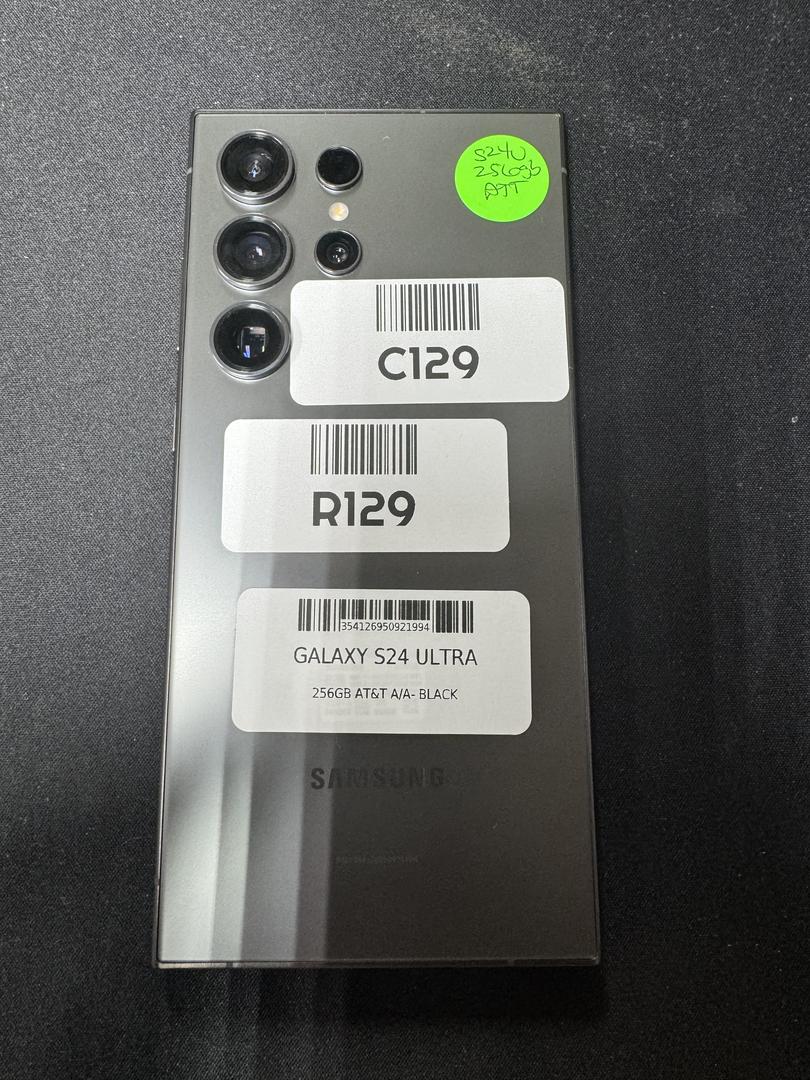 S24U
256gb
ATT
C129
R129
354126950921994
GALAXY S24 ULTRA
256GB AT&T A/A- BLACK
SAMSUNG